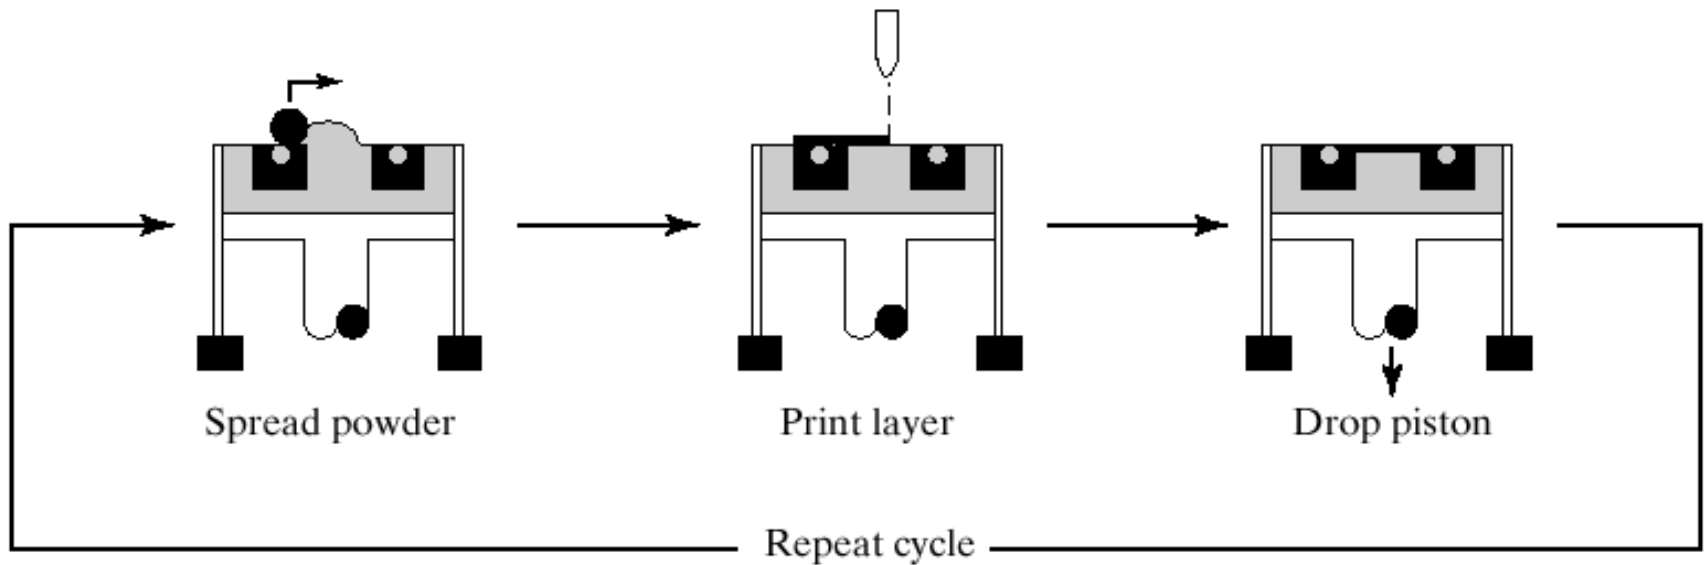 Spread powder
Print layer
Drop piston
Repeat cycle